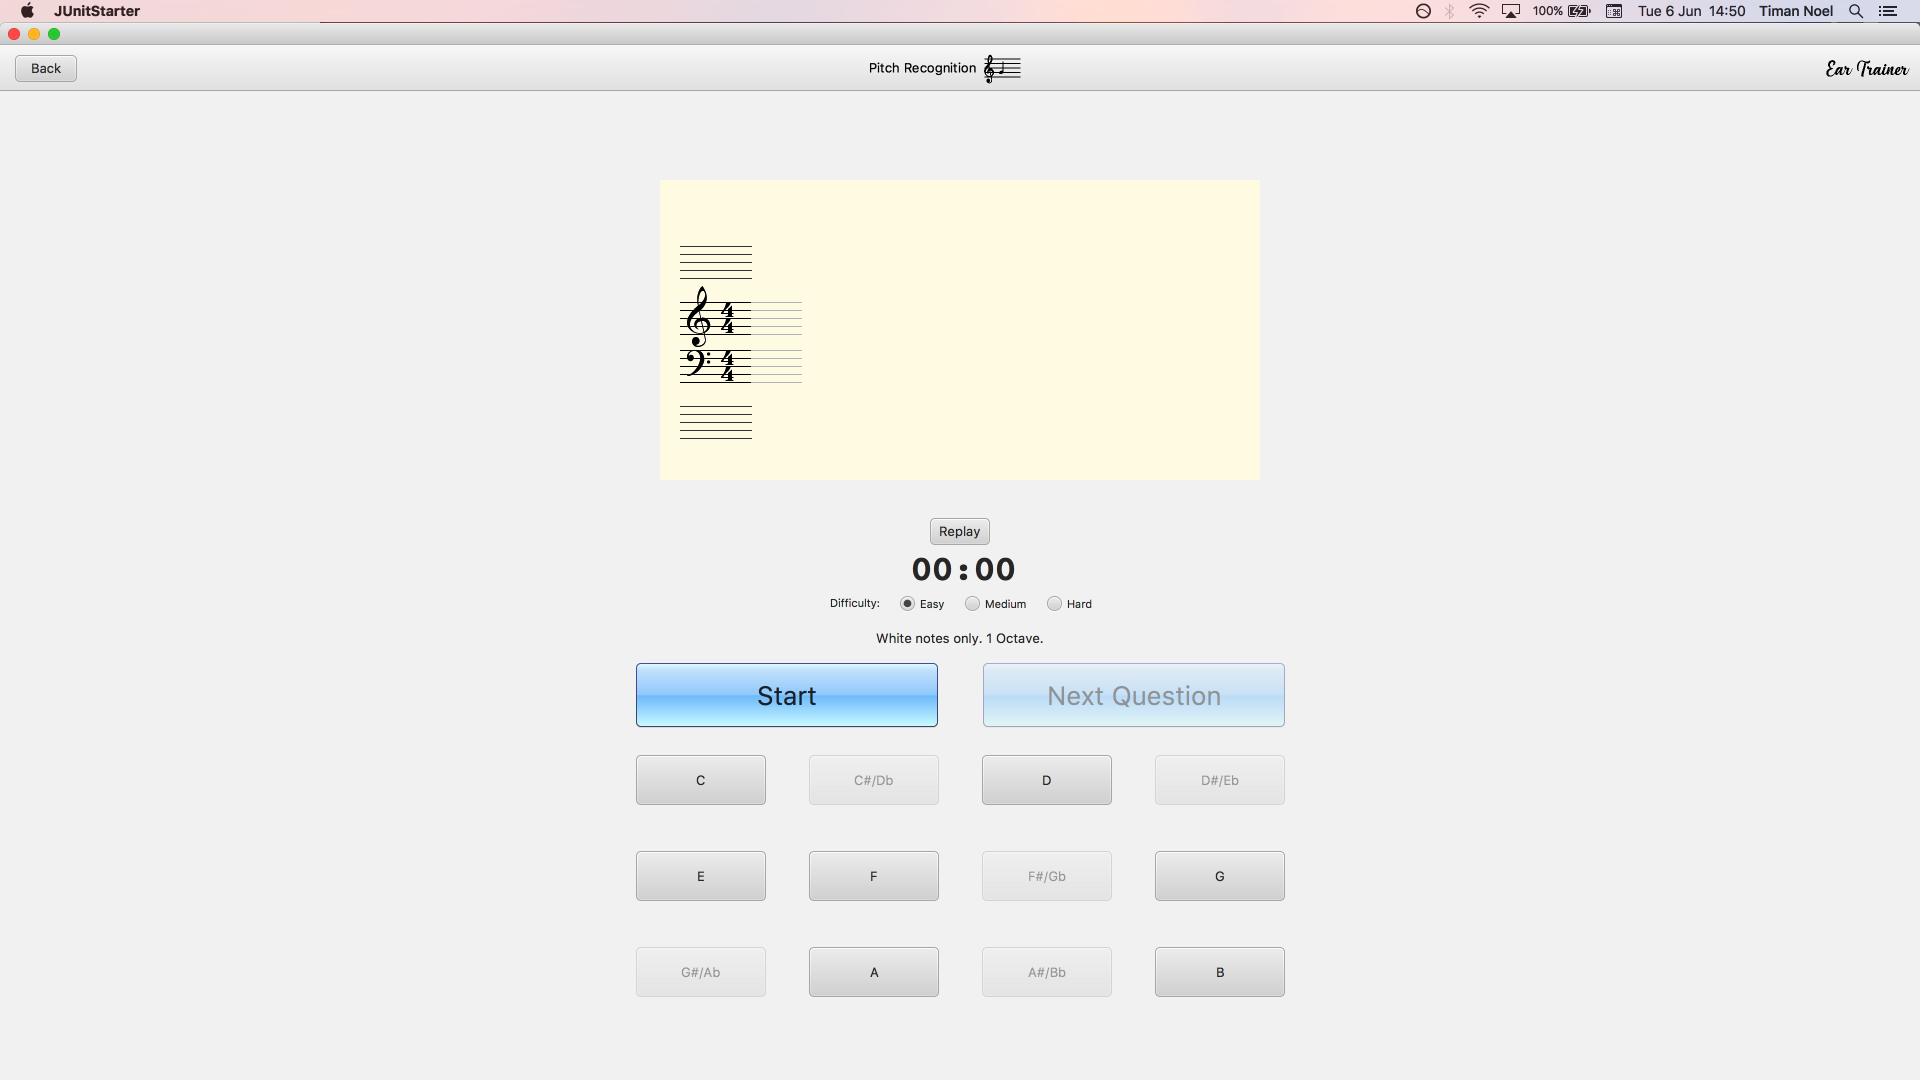 JUnitStarter 100% Tue 6 Jun 14:50 Timan Noel
Back Pitch Recognition Ear Trainer
4 4
4 4
Replay
00:00
Difficulty: Easy Medium Hard
White notes only. 1 Octave.
Start Next Question
C C#/Db D D#/Eb
E F F#/Gb G
G#/Ab A A#/Bb B